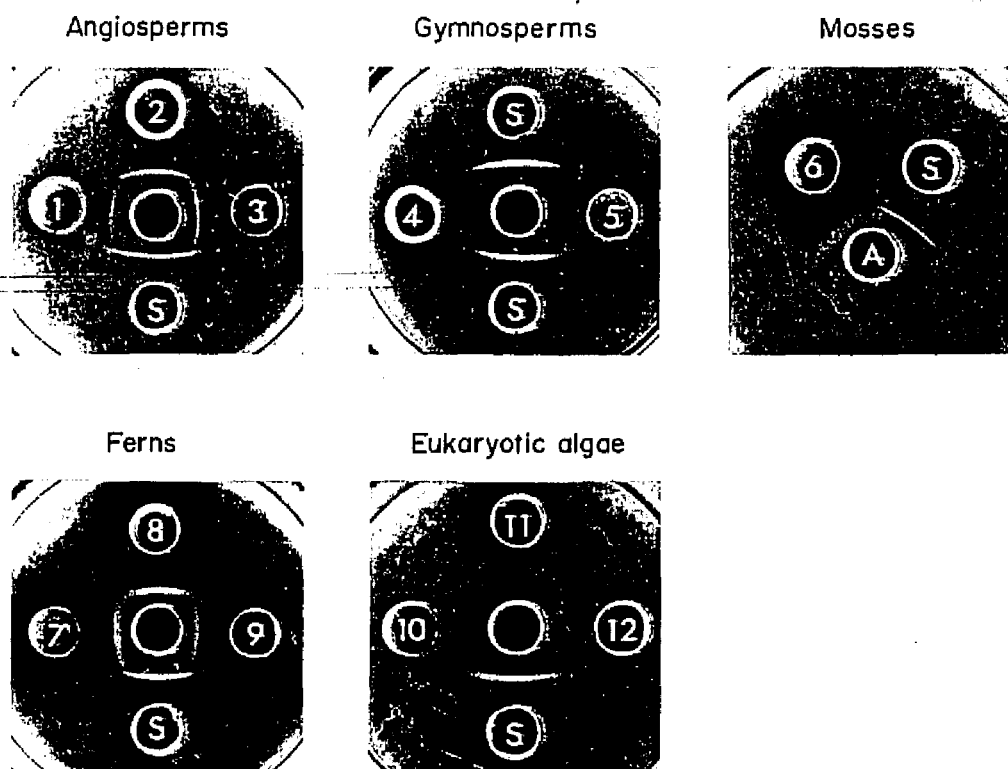 Angiosperms Gymnosperms Mosses
2 S
6 S
1 3 4 5
A
S S
Ferns Eukaryotic algae
8 11
7 9 10 12
S S